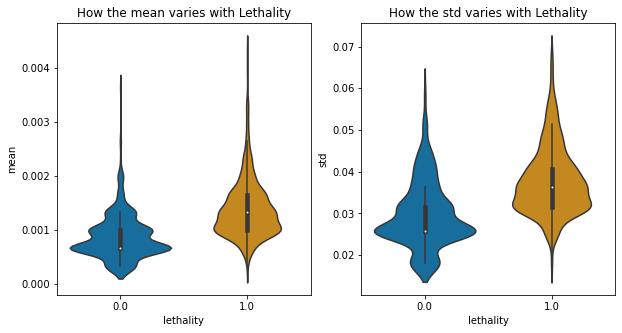 How the mean varies with Lethality
0.004
0.003
0.002
0.001
0.000
mean
0.0
1.0
lethality
How the std varies with Lethality
0.07
0.06
0.05
0.04
0.03
0.02
std
0.0
1.0
lethality